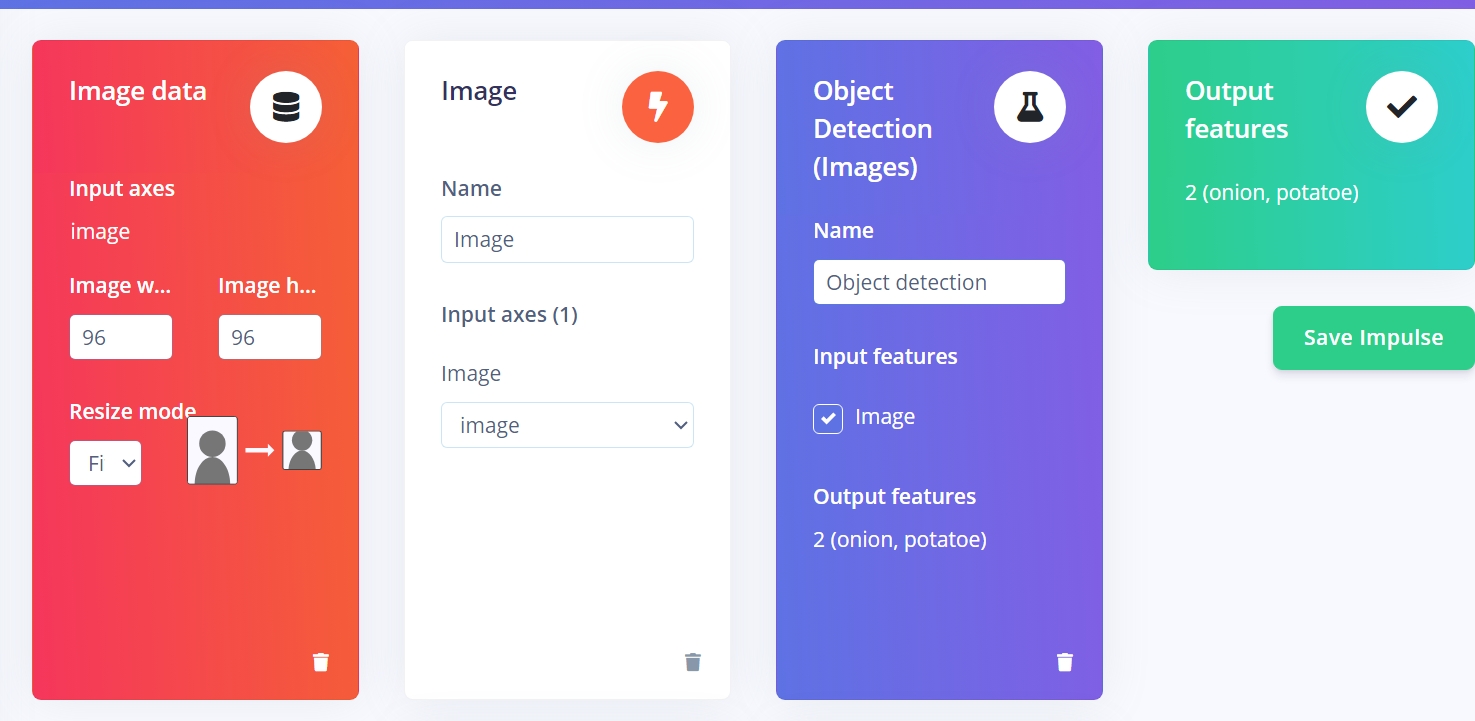 Image data
Input axes
image
Image w...
Image h...
96
96
Resize mode
Fi
Image
Name
Image
Input axes (1)
Image
image
Object
Detection
(Images)
Name
Object detection
Input features
Image
Output features
2 (onion, potatoe)
Output
features
2 (onion, potatoe)
Save Impulse